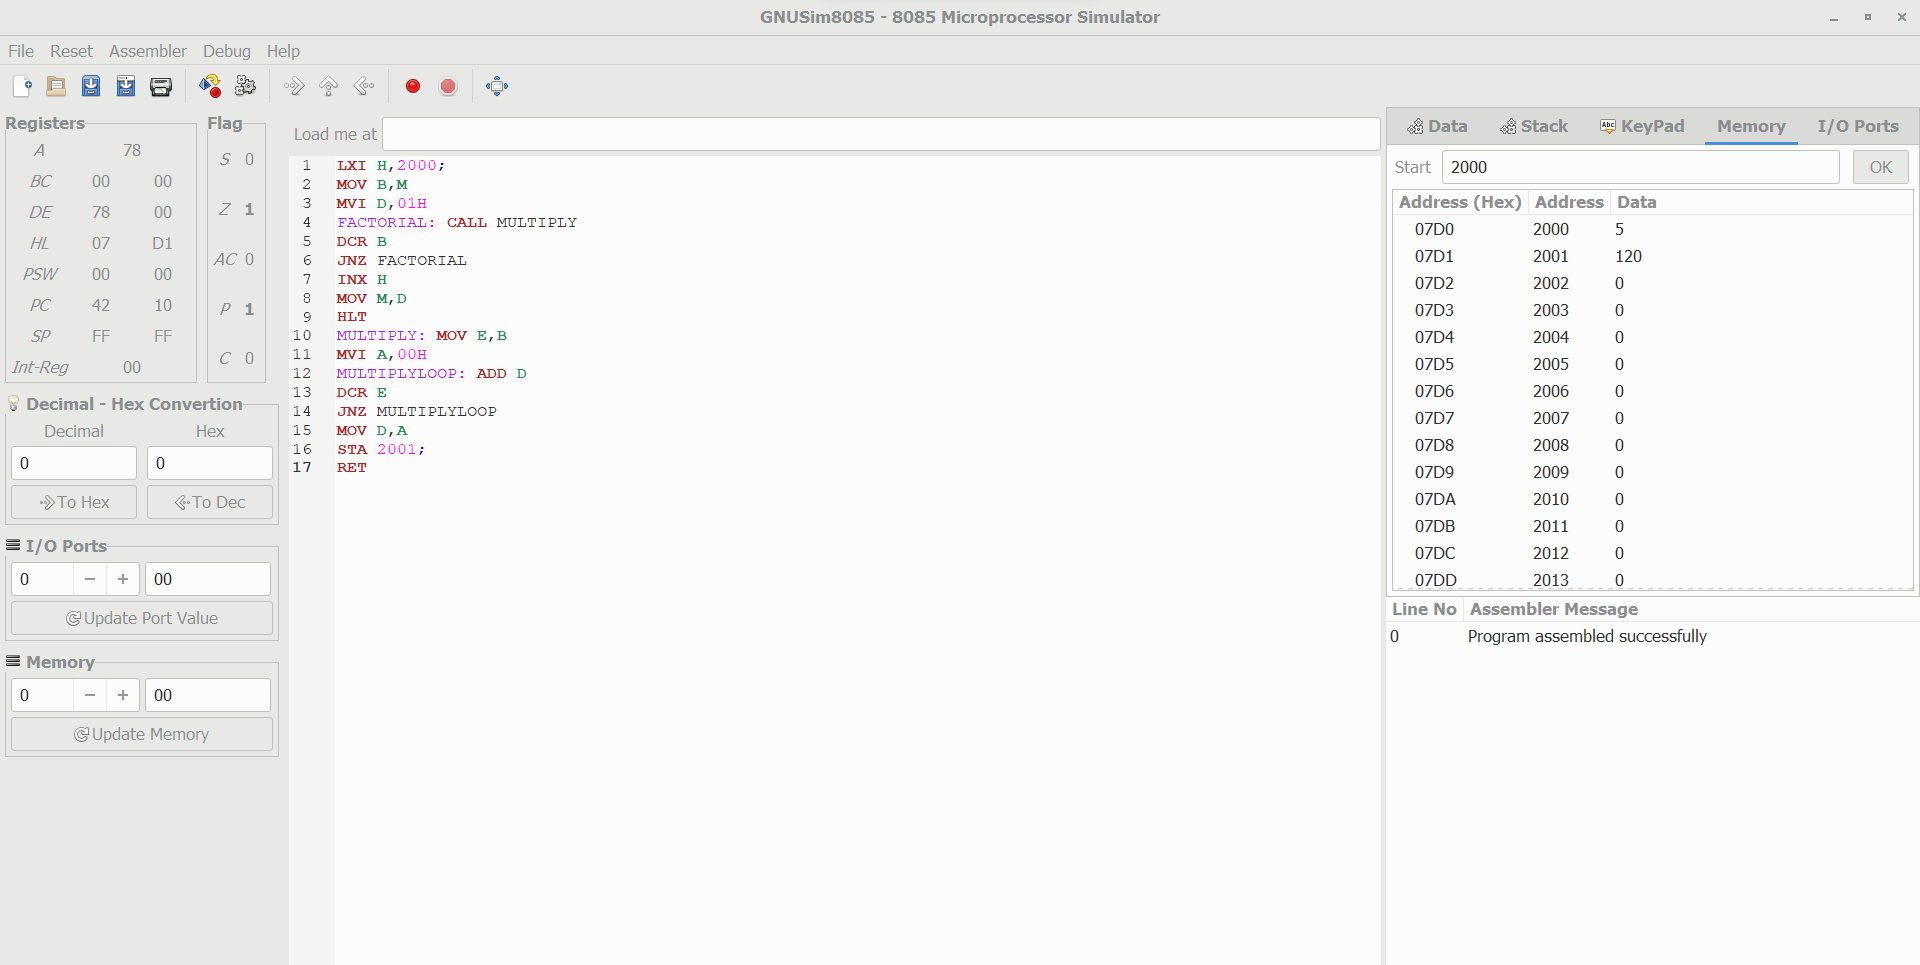 GNUSim8085 - 8085 Microprocessor Simulator
File Reset Assembler Debug Help
Registers
A 78
BC 00 00
DE 78 00
HL 07 D1
PSW 00 00
PC 42 10
SP FF FF
Int-Reg 00
Flag
S 0
Z 1
AC 0
P 1
C 0
Decimal - Hex Convertion
Decimal Hex
0 0
To Hex To Dec
I/O Ports
0 − + 00
Update Port Value
Memory
0 − + 00
Update Memory
Load me at
1 LXI H,2000;
2 MOV B,M
3 MVI D,01H
4 FACTORIAL: CALL MULTIPLY
5 DCR B
6 JNZ FACTORIAL
7 INX H
8 MOV M,D
9 HLT
10 MULTIPLY: MOV E,B
11 MVI A,00H
12 MULTIPLYLOOP: ADD D
13 DCR E
14 JNZ MULTIPLYLOOP
15 MOV D,A
16 STA 2001;
17 RET
Data Stack Abc KeyPad Memory I/O Ports
Start 2000 OK
Address (Hex) Address Data
07D0 2000 5
07D1 2001 120
07D2 2002 0
07D3 2003 0
07D4 2004 0
07D5 2005 0
07D6 2006 0
07D7 2007 0
07D8 2008 0
07D9 2009 0
07DA 2010 0
07DB 2011 0
07DC 2012 0
07DD 2013 0
Line No Assembler Message
0 Program assembled successfully